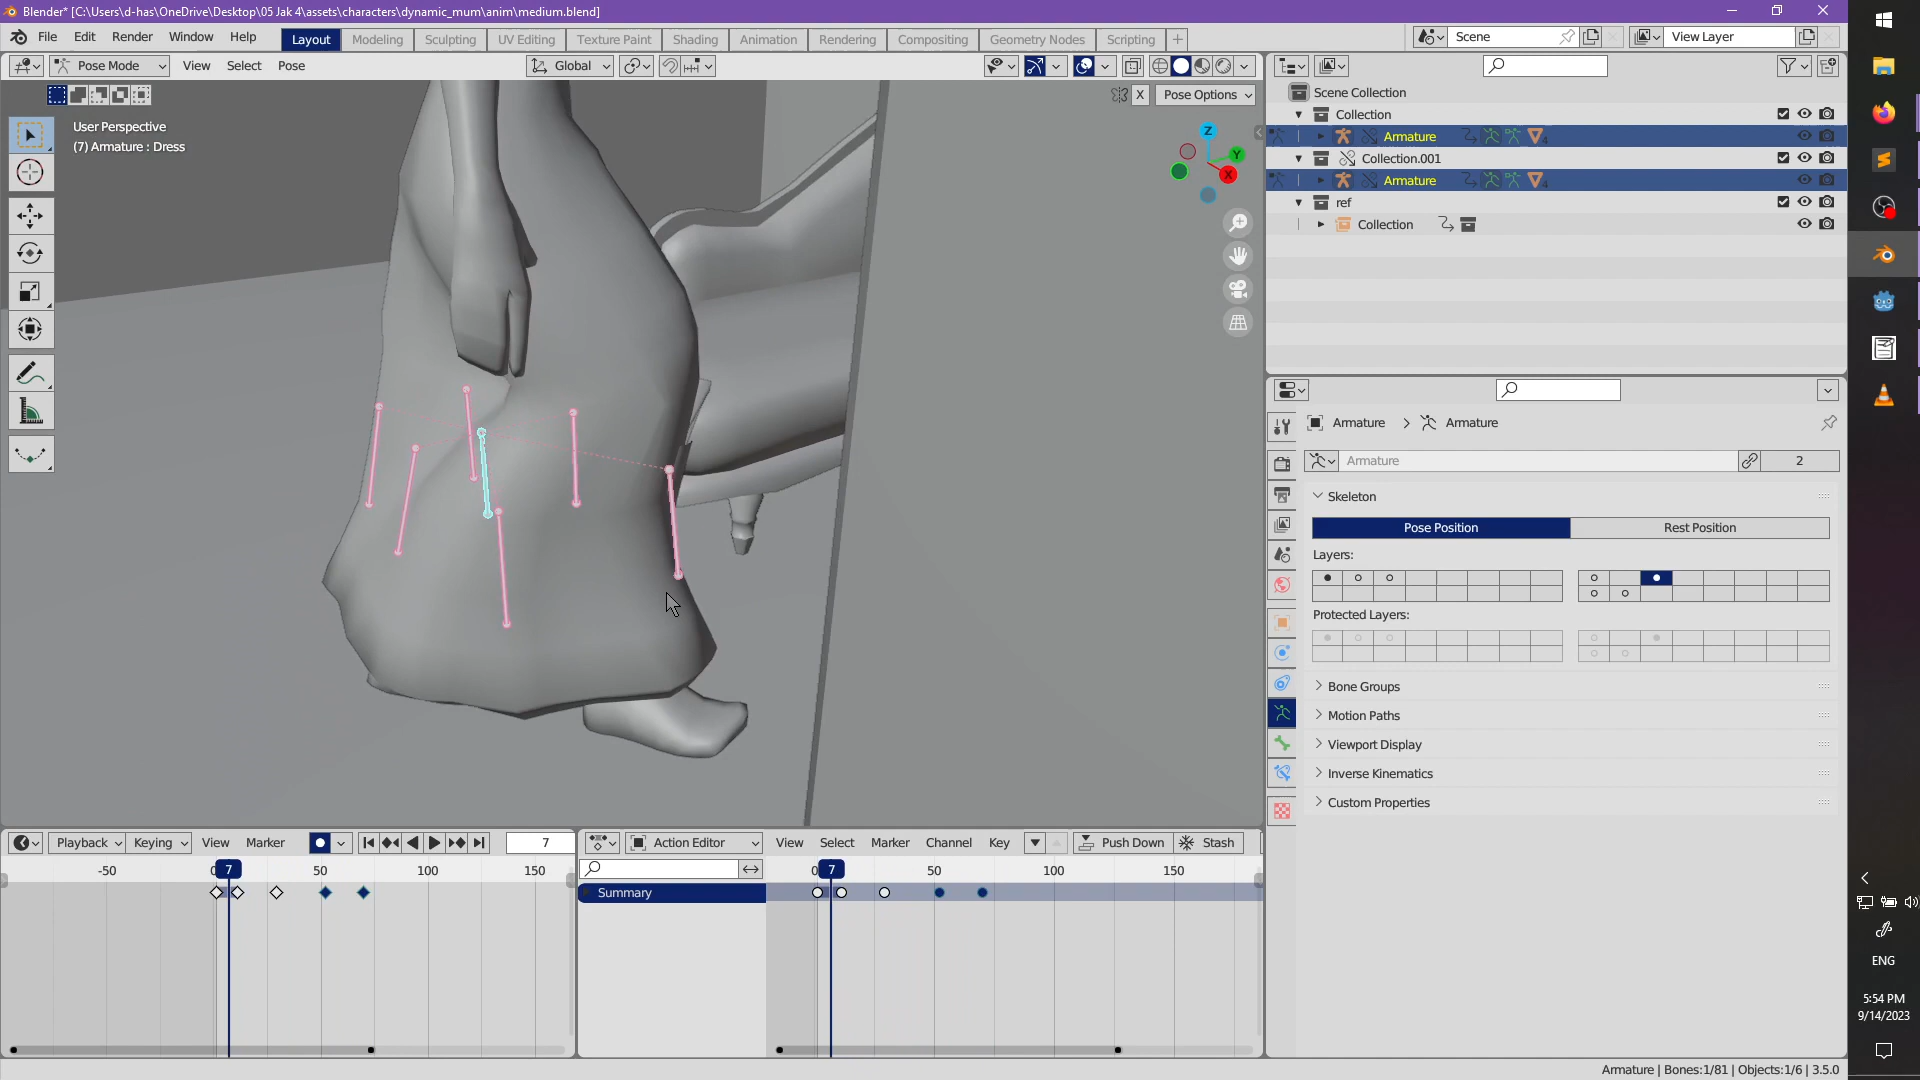 Blender* [C:\Users\d-has\OneDrive\Desktop\05 Jak 4\assets\characters\dynamic_mum\anim\medium.blend]
File Edit Render Window Help Layout Modeling Sculpting UV Editing Texture Paint Shading Animation Rendering Compositing Geometry Nodes Scripting Scene View Layer
Pose Mode View Select Pose Global
X Pose Options
User Perspective
(7) Armature : Dress
Z
Y
X
Scene Collection
Collection
Armature 4
Collection.001
Armature 4
ref
Collection
Armature > Armature
Armature 2
Skeleton
Pose Position Rest Position
Layers:
Protected Layers:
Bone Groups
Motion Paths
Viewport Display
Inverse Kinematics
Custom Properties
Playback Keying View Marker 7
Action Editor View Select Marker Channel Key Push Down Stash
-50 0 7 50 100 150
0 7 50 100 150
Summary
ENG
5:54 PM
9/14/2023
Armature | Bones:1/81 | Objects:1/6 | 3.5.0